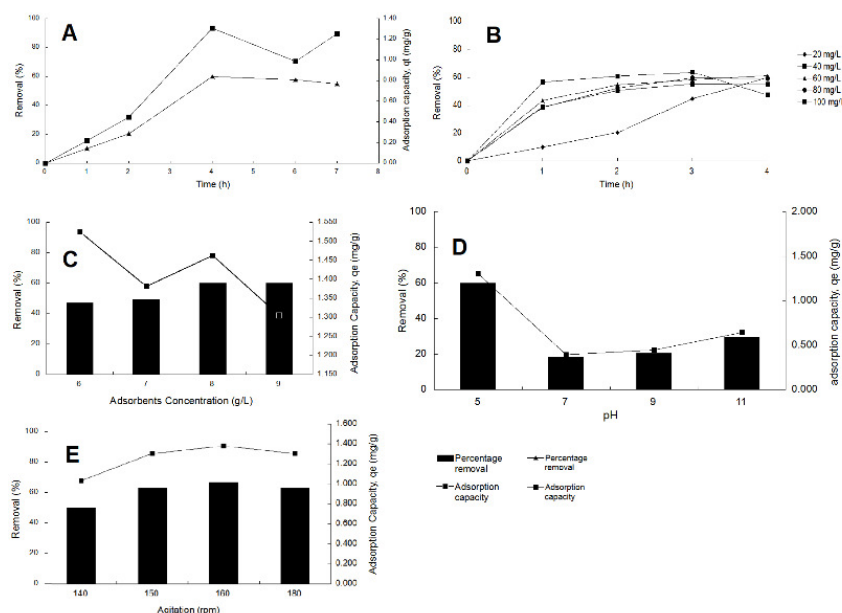 A
Removal (%)
100
80
60
40
20
0
0 1 2 3 4 5 6 7 8
Time (h)
1.40
1.20
1.00
0.80
0.60
0.40
0.20
0.00
Adsorption capacity, qt (mg/g)
B
Removal (%)
100
80
60
40
20
0
0 1 2 3 4
Time (h)
20 mg/L
40 mg/L
60 mg/L
80 mg/L
100 mg/L
C
Removal (%)
100
80
60
40
20
0
6 7 8 9
Adsorbents Concentration (g/L)
1.550
1.500
1.450
1.400
1.350
1.300
1.250
1.200
1.150
Adsorption Capacity, qe (mg/g)
D
Removal (%)
100
80
60
40
20
0
5 7 9 11
pH
2.000
1.500
1.000
0.500
0.000
adsorption capacity, qe (mg/g)
E
Removal (%)
100
80
60
40
20
0
140 150 160 180
Agitation (rpm)
1.600
1.400
1.200
1.000
0.800
0.600
0.400
0.200
0.000
Adsorption Capacity, qe (mg/g)
Percentage
removal
Adsorption
capacity
Percentage
removal
Adsorption
capacity